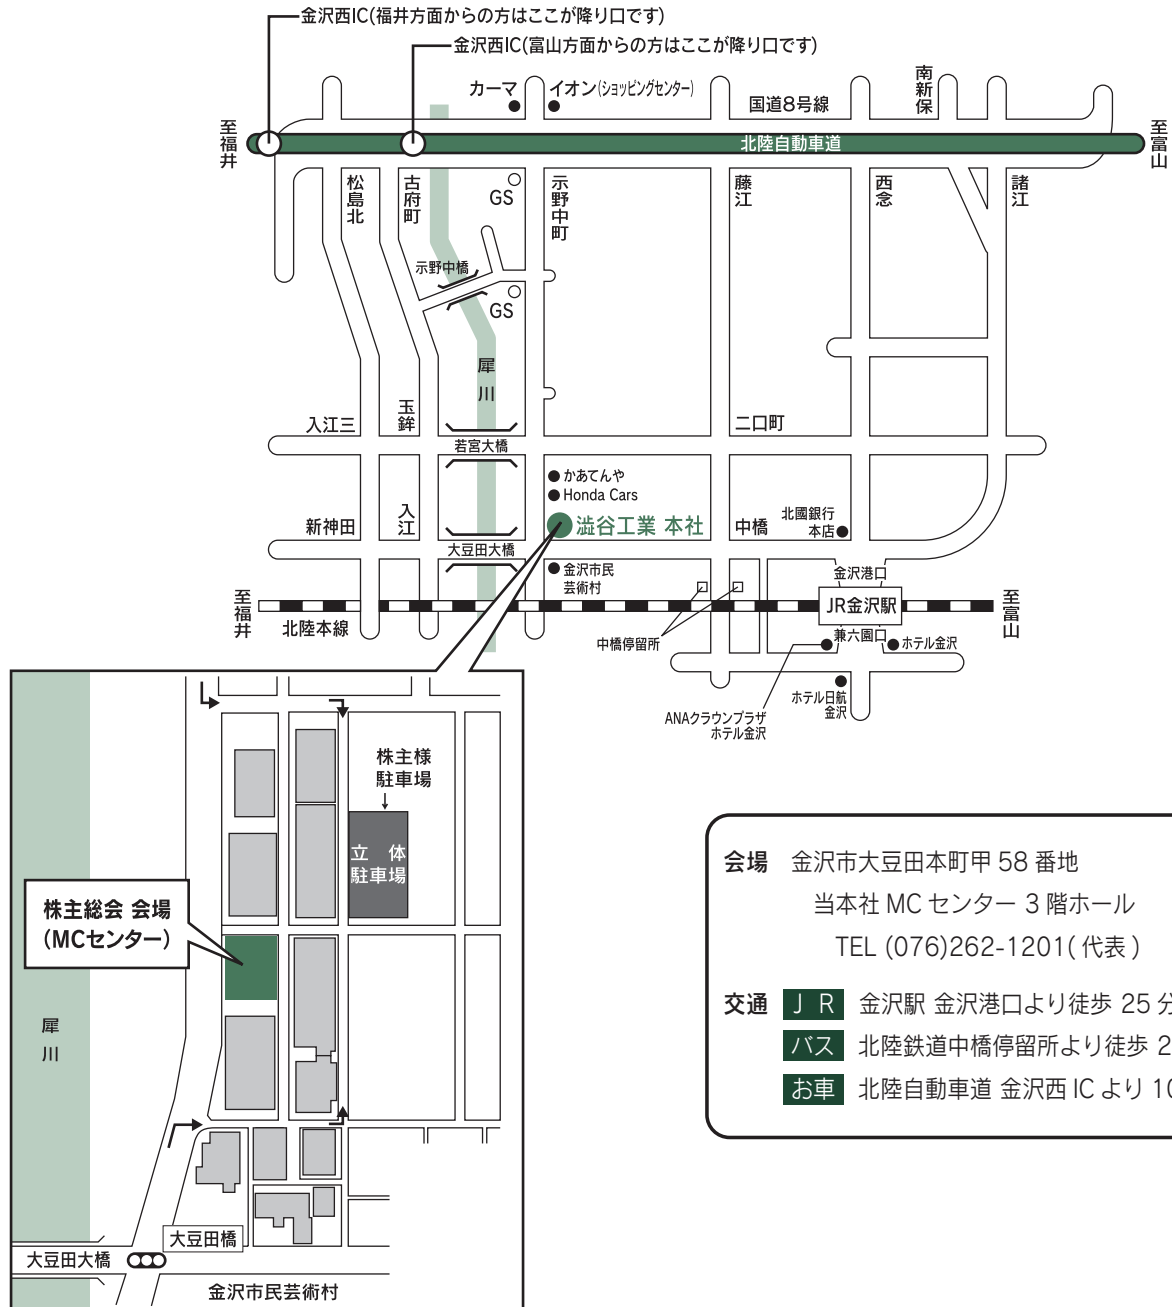 金沢西IC(福井方面からの方はここが降り口です)
金沢西IC(富山方面からの方はここが降り口です)
カーマ
イオン(ショッピングセンター)
国道8号線
南新保
至福井
北陸自動車道
至富山
松島北
古府町
GS
示野中町
藤江
西念
諸江
示野中橋
GS
犀川
入江三
玉鉾
若宮大橋
二口町
かあてんや
Honda Cars
新神田
入江
大豆田大橋
澁谷工業 本社
中橋
北國銀行
本店
金沢市民
芸術村
金沢港口
至福井
北陸本線
JR金沢駅
至富山
中橋停留所
兼六園口
ホテル金沢
ANAクラウンプラザ
ホテル金沢
ホテル日航
金沢
株主様
駐車場
立 体
駐車場
株主総会 会場
(MCセンター)
犀川
大豆田橋
大豆田大橋
金沢市民芸術村
会場 金沢市大豆田本町甲 58 番地
当本社 MC センター 3 階ホール
TEL (076)262-1201(代表)
交通 J R 金沢駅 金沢港口より徒歩 25 分
バス 北陸鉄道中橋停留所より徒歩 2
お車 北陸自動車道 金沢西 IC より 10